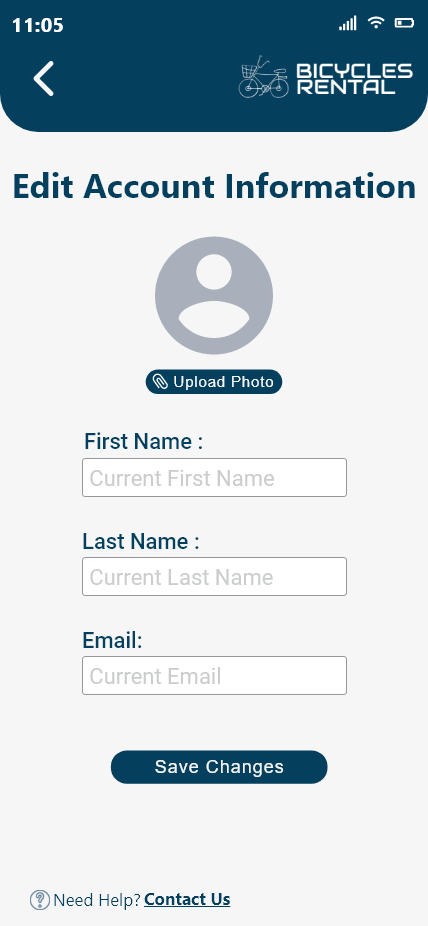 11:05
BICYCLES
RENTAL
Edit Account Information
Upload Photo
First Name :
Current First Name
Last Name :
Current Last Name
Email:
Current Email
Save Changes
Need Help? Contact Us